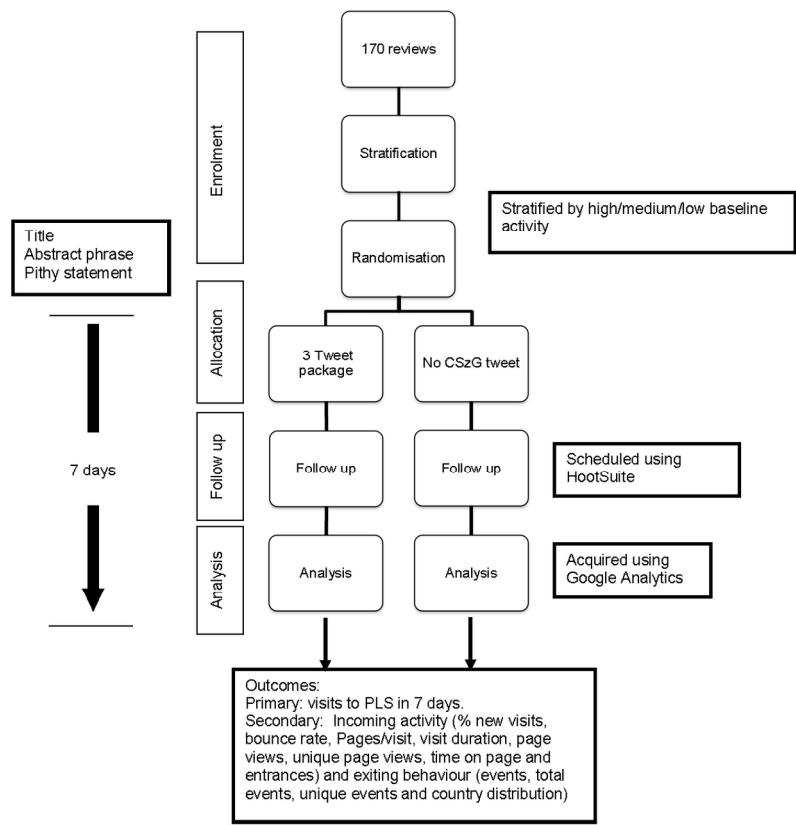 170 reviews
Enrolment
Stratification
Stratified by high/medium/low baseline
activity
Title
Abstract phrase
Pithy statement
Randomisation
Allocation
3 Tweet
package
No CSzG tweet
7 days
Follow up
Follow up
Follow up
Scheduled using
HootSuite
Analysis
Analysis
Analysis
Acquired using
Google Analytics
Outcomes:
Primary: visits to PLS in 7 days.
Secondary: Incoming activity (% new visits,
bounce rate, Pages/visit, visit duration, page
views, unique page views, time on page and
entrances) and exiting behaviour (events, total
events, unique events and country distribution)